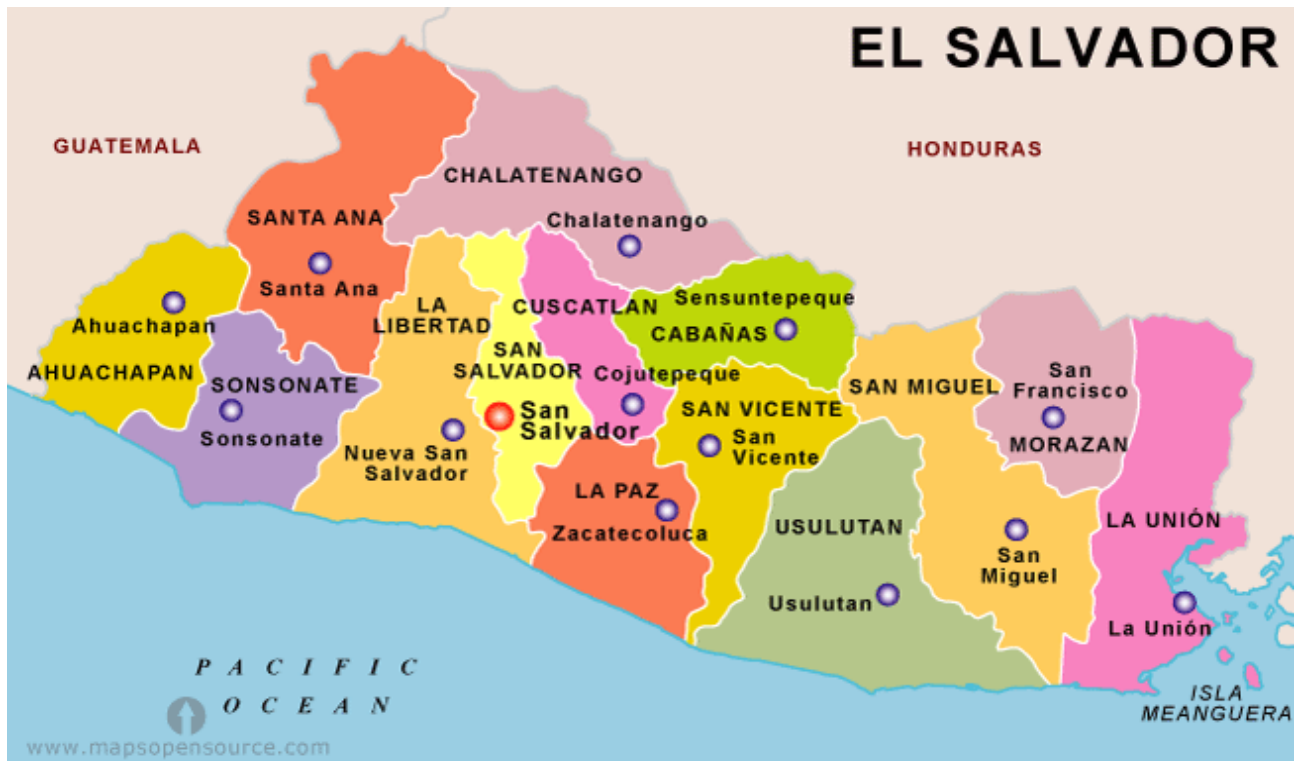 EL SALVADOR
GUATEMALA
HONDURAS
CHALATENANGO
Chalatenango
SANTA ANA
Santa Ana
Ahuachapan
AHUACHAPAN
SONSONATE
Sonsonate
LA
LIBERTAD
Nueva San
Salvador
SAN
SALVADOR
San
Salvador
CUSCATLAN
Cojutepeque
Sensuntepeque
CABAÑAS
SAN VICENTE
San
Vicente
LA PAZ
Zacatecoluca
USULUTAN
Usulutan
SAN MIGUEL
San
Miguel
San
Francisco
MORAZAN
LA UNIÓN
La Unión
ISLA
MEANGUERA
PACIFIC
OCEAN
www.mapsopensource.com